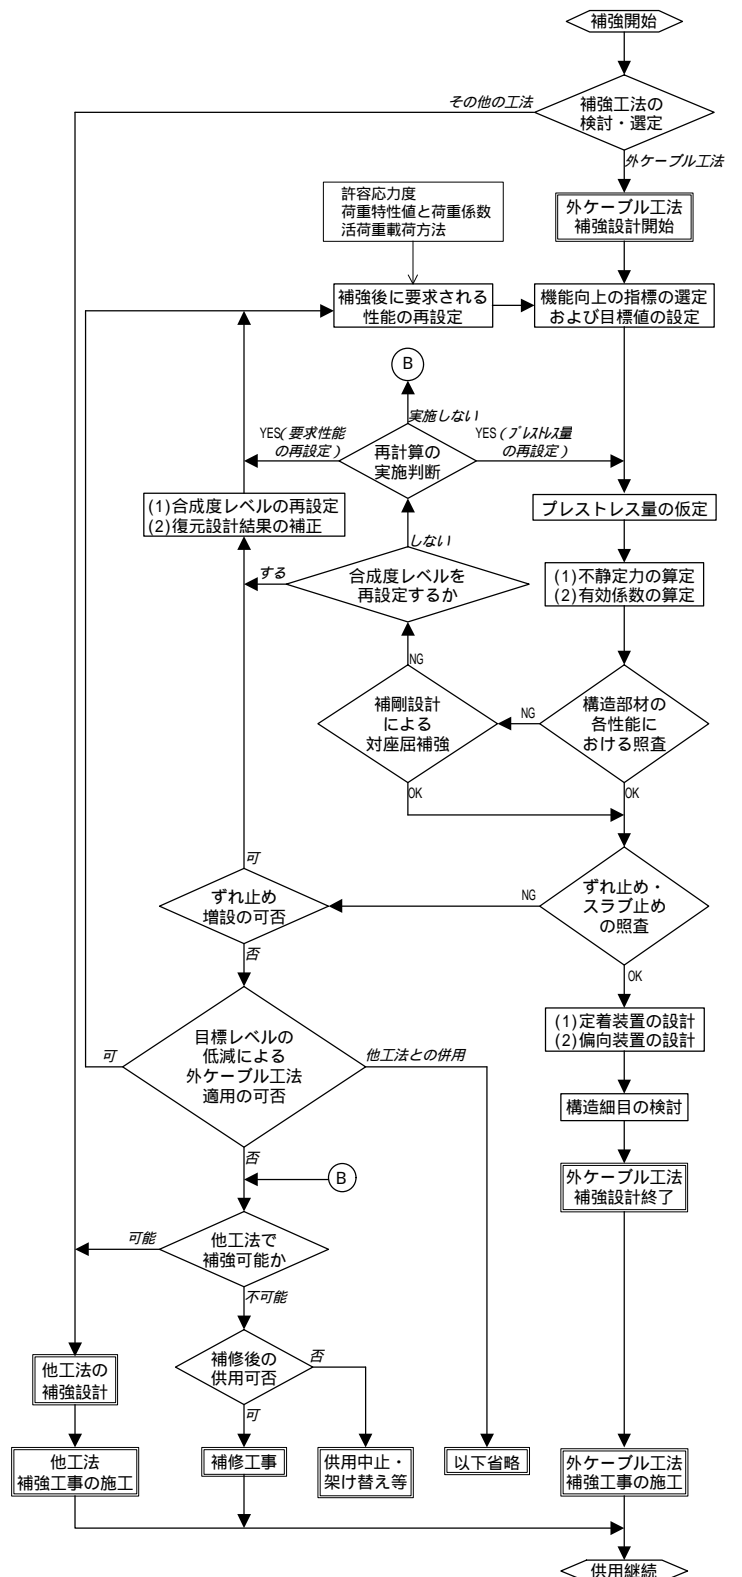 補強開始
補強工法の
検討・選定
その他の工法
外ケーブル工法
外ケーブル工法
補強設計開始
許容応力度
荷重特性値と荷重係数
活荷重載荷方法
補強後に要求される
性能の再設定
機能向上の指標の選定
および目標値の設定
B
実施しない
YES(要求性能
の再設定)
再計算の
実施判断
YES(プレストレス量
の再設定)
(1)合成度レベルの再設定
(2)復元設計結果の補正
プレストレス量の仮定
しない
する
合成度レベルを
再設定するか
(1)不静定力の算定
(2)有効係数の算定
NG
補剛設計
による
対座屈補強
NG
構造部材の
各性能に
おける照査
OK
OK
可
ずれ止め
増設の可否
NG
ずれ止め・
スラブ止め
の照査
否
OK
目標レベルの
低減による
外ケーブル工法
適用の可否
可
他工法との併用
(1)定着装置の設計
(2)偏向装置の設計
構造細目の検討
否
B
外ケーブル工法
補強設計終了
可能
他工法で
補強可能か
不可能
他工法の
補強設計
補修後の
供用可否
否
可
他工法
補強工事の施工
補修工事
供用中止・
架け替え等
以下省略
外ケーブル工法
補強工事の施工
供用継続